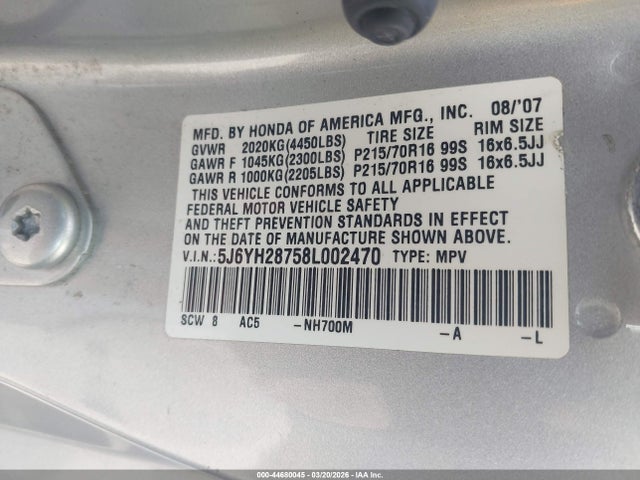 MFD. BY HONDA OF AMERICA MFG., INC. 08/'07
GVWR 2020KG(4450LBS) TIRE SIZE RIM SIZE
GAWR F 1045KG(2300LBS) P215/70R16 99S 16x6.5JJ
GAWR R 1000KG(2205LBS) P215/70R16 99S 16x6.5JJ
THIS VEHICLE CONFORMS TO ALL APPLICABLE
FEDERAL MOTOR VEHICLE SAFETY
AND THEFT PREVENTION STANDARDS IN EFFECT
ON THE DATE OF MANUFACTURE SHOWN ABOVE.
V.I.N.: 5J6YH28758L002470 TYPE: MPV
SCW 8 AC5 -NH700M -A -L
000-44680045 - 03/20/2026 - IAA Inc.